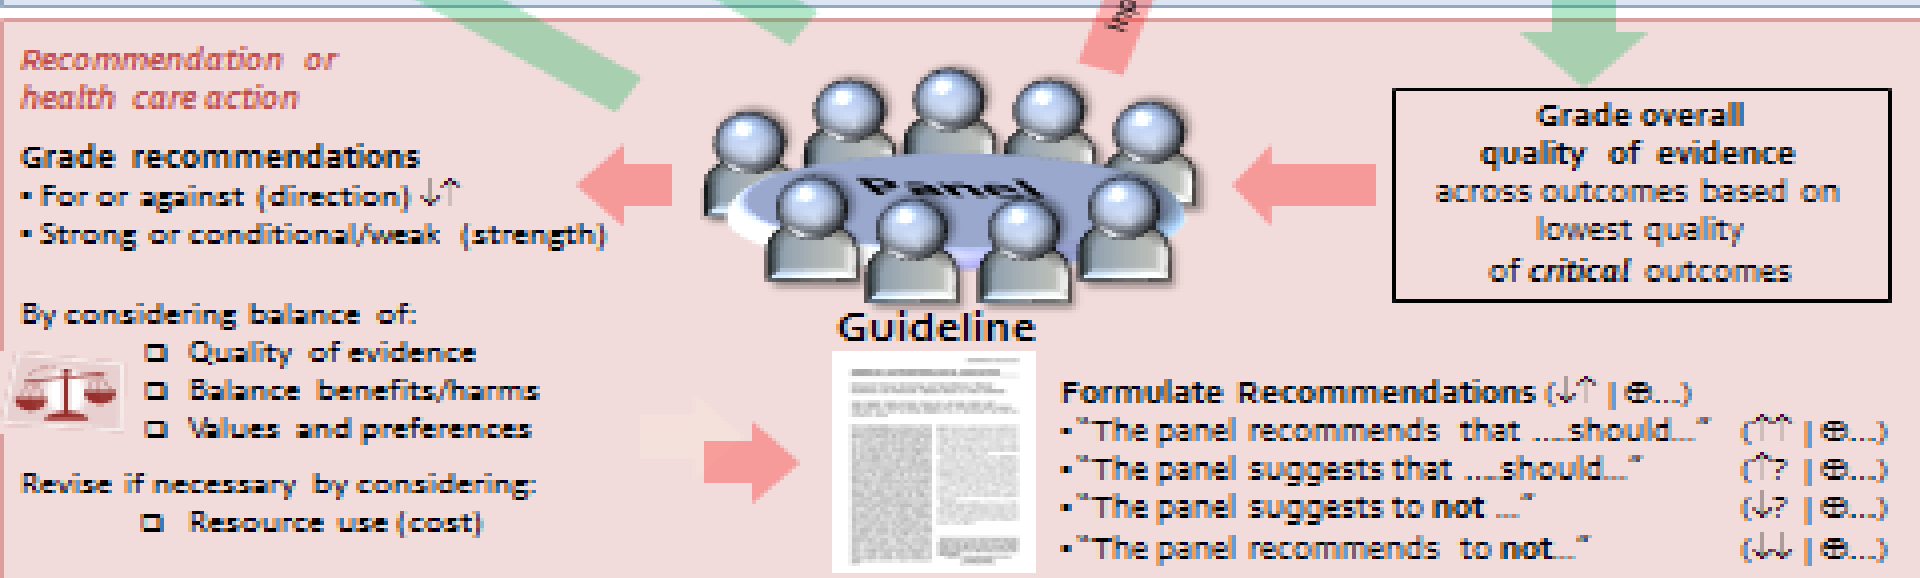 Recommendation or
health care action
Grade recommendations
• For or against (direction) ↓↑
• Strong or conditional/weak (strength)
By considering balance of:
☐ Quality of evidence
☐ Balance benefits/harms
☐ Values and preferences
Revise if necessary by considering:
☐ Resource use (cost)
Panel
Guideline
Grade overall
quality of evidence
across outcomes based on
lowest quality
of critical outcomes
Formulate Recommendations (↓↑ | ⊕...)
• "The panel recommends that ....should..." (↑↑ | ⊕...)
• "The panel suggests that ....should..." (↑? | ⊕...)
• "The panel suggests to not ..." (↓? | ⊕...)
• "The panel recommends to not..." (↓↓ | ⊕...)